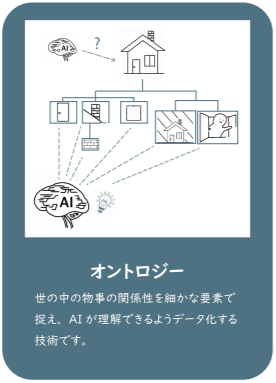 AI
?
AI
オントロジー
世の中の物事の関係性を細かな要素で
捉え、AIが理解できるようデータ化する
技術です。